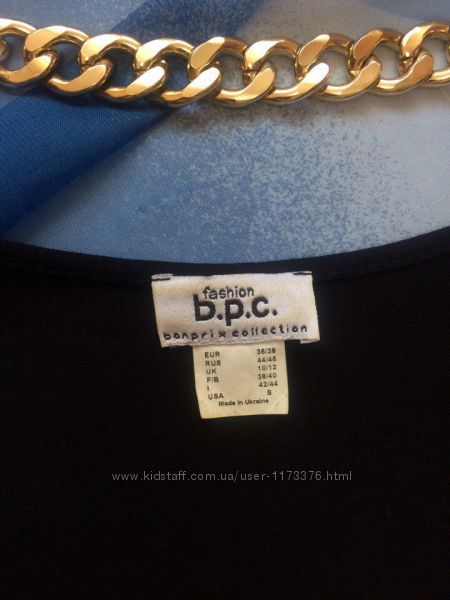 fashion
b.p.c.
bonprix collection
EUR 36/38
RUS 44/46
UK 10/12
F/B 38/40
I 42/44
USA S
Made in Ukraine
www.kidstaff.com.ua/user-1173376.html